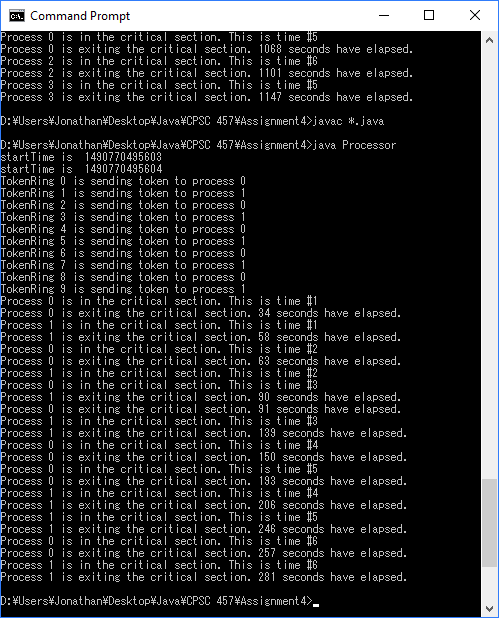 Command Prompt
Process 0 is in the critical section. This is time #5
Process 0 is exiting the critical section. 1068 seconds have elapsed.
Process 2 is in the critical section. This is time #6
Process 2 is exiting the critical section. 1101 seconds have elapsed.
Process 3 is in the critical section. This is time #5
Process 3 is exiting the critical section. 1147 seconds have elapsed.
D:¥Users¥Jonathan¥Desktop¥Java¥CPSC 457¥Assignment4>javac *.java
D:¥Users¥Jonathan¥Desktop¥Java¥CPSC 457¥Assignment4>java Processor
startTime is  1490770495603
startTime is  1490770495604
TokenRing 0 is sending token to process 0
TokenRing 1 is sending token to process 1
TokenRing 2 is sending token to process 0
TokenRing 3 is sending token to process 1
TokenRing 4 is sending token to process 0
TokenRing 5 is sending token to process 1
TokenRing 6 is sending token to process 0
TokenRing 7 is sending token to process 1
TokenRing 8 is sending token to process 0
TokenRing 9 is sending token to process 1
Process 0 is in the critical section. This is time #1
Process 0 is exiting the critical section. 34 seconds have elapsed.
Process 1 is in the critical section. This is time #1
Process 1 is exiting the critical section. 58 seconds have elapsed.
Process 0 is in the critical section. This is time #2
Process 0 is exiting the critical section. 63 seconds have elapsed.
Process 1 is in the critical section. This is time #2
Process 0 is in the critical section. This is time #3
Process 1 is exiting the critical section. 90 seconds have elapsed.
Process 0 is exiting the critical section. 91 seconds have elapsed.
Process 1 is in the critical section. This is time #3
Process 1 is exiting the critical section. 139 seconds have elapsed.
Process 0 is in the critical section. This is time #4
Process 0 is exiting the critical section. 150 seconds have elapsed.
Process 0 is in the critical section. This is time #5
Process 0 is exiting the critical section. 193 seconds have elapsed.
Process 1 is in the critical section. This is time #4
Process 1 is exiting the critical section. 206 seconds have elapsed.
Process 1 is in the critical section. This is time #5
Process 1 is exiting the critical section. 246 seconds have elapsed.
Process 0 is in the critical section. This is time #6
Process 0 is exiting the critical section. 257 seconds have elapsed.
Process 1 is in the critical section. This is time #6
Process 1 is exiting the critical section. 281 seconds have elapsed.
D:¥Users¥Jonathan¥Desktop¥Java¥CPSC 457¥Assignment4>